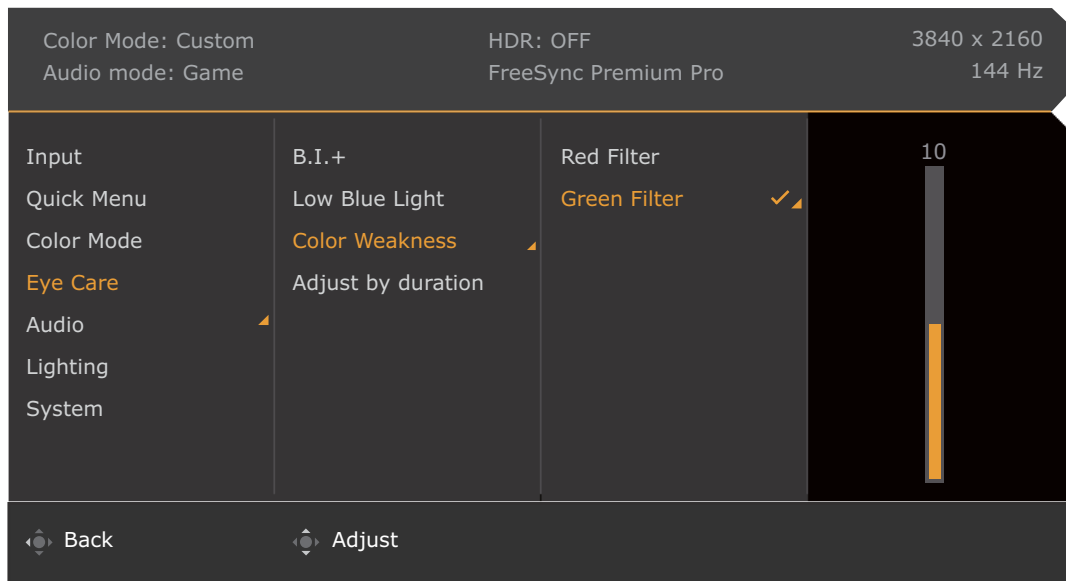 Color Mode: Custom
HDR: OFF
3840 x 2160
Audio mode: Game
FreeSync Premium Pro
144 Hz
Input
Quick Menu
Color Mode
Eye Care
Audio
Lighting
System
B.I.+
Low Blue Light
Color Weakness
Adjust by duration
Red Filter
Green Filter
10
Back
Adjust